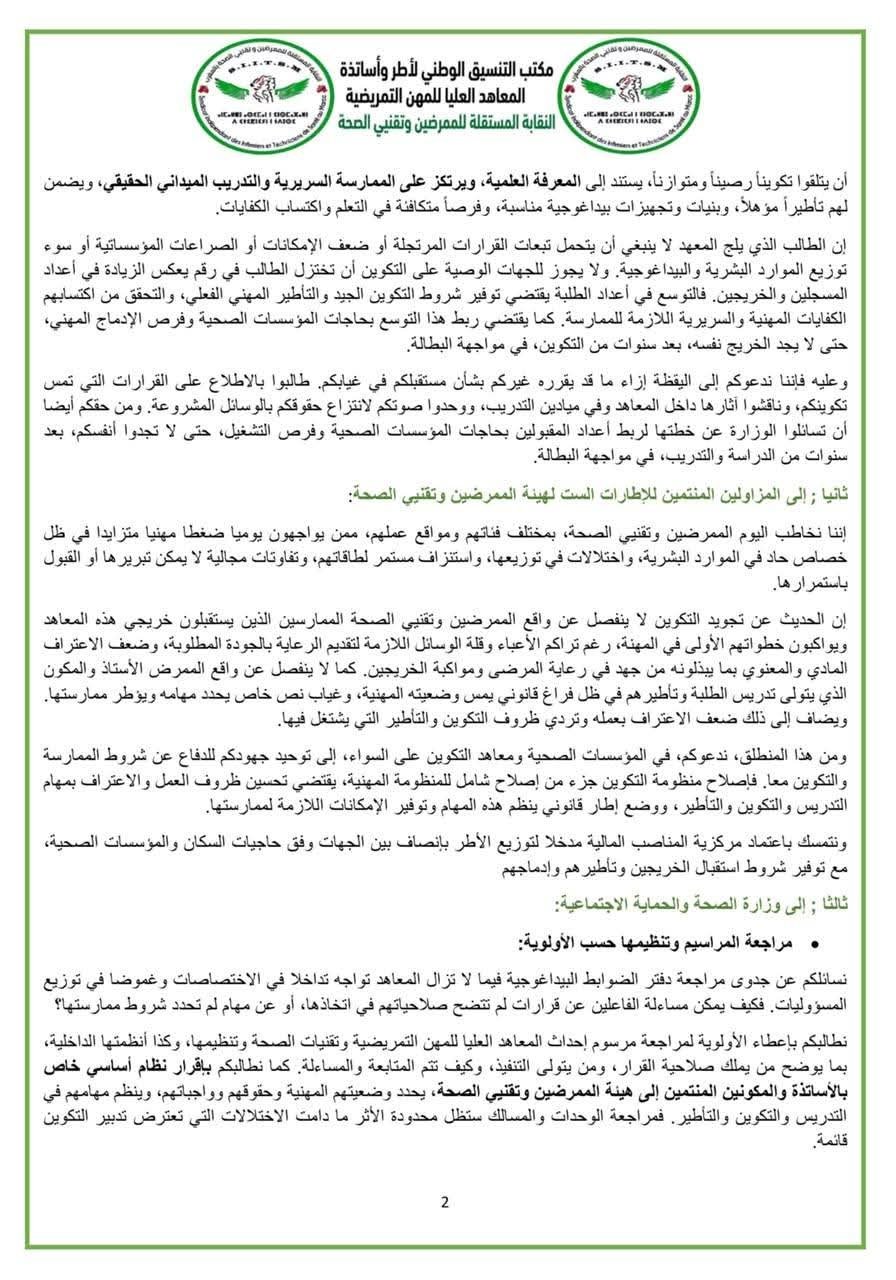 مكتب التنسيق الوطني لأطر وأساتذة
المعاهد العليا للمهن التمريضية
النقابة المستقلة للممرضين وتقنيي الصحة
النقابة المستقلة للممرضين وتقنيي الصحة بالمغرب
S.I.I.T.S.M
Syndicat Indépendant des Infirmiers et Techniciens de Santé au Maroc
أن يتلقوا تكويناً رصيناً ومتوازناً، يستند إلى المعرفة العلمية، ويرتكز على الممارسة السريرية والتدريب الميداني الحقيقي، ويضمن
لهم تأطيراً مؤهلاً، وبنيات وتجهيزات بيداغوجية مناسبة، وفرصاً متكافئة في التعلم واكتساب الكفايات.
إن الطالب الذي يلج المعهد لا ينبغي أن يتحمل تبعات القرارات المرتجلة أو ضعف الإمكانات أو الصراعات المؤسساتية أو سوء
توزيع الموارد البشرية والبيداغوجية. ولا يجوز للجهات الوصية على التكوين أن تختزل الطالب في رقم يعكس الزيادة في أعداد
المسجلين والخريجين. فالتوسع في أعداد الطلبة يقتضي توفير شروط التكوين الجيد والتأطير المهني الفعلي، والتحقق من اكتسابهم
الكفايات المهنية والسريرية اللازمة للممارسة. كما يقتضي ربط هذا التوسع بحاجات المؤسسات الصحية وفرص الإدماج المهني،
حتى لا يجد الخريج نفسه، بعد سنوات من التكوين، في مواجهة البطالة.
وعليه فإننا ندعوكم إلى اليقظة إزاء ما قد يقرره غيركم بشأن مستقبلكم في غيابكم. طالبوا بالاطلاع على القرارات التي تمس
تكوينكم، وناقشوا آثارها داخل المعاهد وفي ميادين التدريب، ووحدوا صوتكم لانتزاع حقوقكم بالوسائل المشروعة. ومن حقكم أيضا
أن تسائلوا الوزارة عن خطتها لربط أعداد المقبولين بحاجات المؤسسات الصحية وفرص التشغيل، حتى لا تجدوا أنفسكم، بعد
سنوات من الدراسة والتدريب، في مواجهة البطالة.
ثانيا ; إلى المزاولين المنتمين للإطارات الست لهيئة الممرضين وتقنيي الصحة:
إننا نخاطب اليوم الممرضين وتقنيي الصحة، بمختلف فئاتهم ومواقع عملهم، ممن يواجهون يوميا ضغطا مهنيا متزايدا في ظل
خصاص حاد في الموارد البشرية، واختلالات في توزيعها، واستنزاف مستمر لطاقاتهم، وتفاوتات مجالية لا يمكن تبريرها أو القبول
باستمرارها.
إن الحديث عن تجويد التكوين لا ينفصل عن واقع الممرضين وتقنيي الصحة الممارسين الذين يستقبلون خريجي هذه المعاهد
ويواكبون خطواتهم الأولى في المهنة، رغم تراكم الأعباء وقلة الوسائل اللازمة لتقديم الرعاية بالجودة المطلوبة، وضعف الاعتراف
المادي والمعنوي بما يبذلونه من جهد في رعاية المرضى ومواكبة الخريجين. كما لا ينفصل عن واقع الممرض الأستاذ والمكون
الذي يتولى تدريس الطلبة وتأطيرهم في ظل فراغ قانوني يمس وضعيته المهنية، وغياب نص خاص يحدد مهامه ويؤطر ممارستها.
ويضاف إلى ذلك ضعف الاعتراف بعمله وتردي ظروف التكوين والتأطير التي يشتغل فيها.
ومن هذا المنطلق، ندعوكم، في المؤسسات الصحية ومعاهد التكوين على السواء، إلى توحيد جهودكم للدفاع عن شروط الممارسة
والتكوين معا. فإصلاح منظومة التكوين جزء من إصلاح شامل للمنظومة المهنية، يقتضي تحسين ظروف العمل والاعتراف بمهام
التدريس والتكوين والتأطير، ووضع إطار قانوني ينظم هذه المهام وتوفير الإمكانات اللازمة لممارستها.
ونتمسك باعتماد مركزية المناصب المالية مدخلا لتوزيع الأطر بإنصاف بين الجهات وفق حاجيات السكان والمؤسسات الصحية،
مع توفير شروط استقبال الخريجين وتأطيرهم وإدماجهم
ثالثا ; إلى وزارة الصحة والحماية الاجتماعية:
• مراجعة المراسيم وتنظيمها حسب الأولوية:
نسائلكم عن جدوى مراجعة دفتر الضوابط البيداغوجية فيما لا تزال المعاهد تواجه تداخلا في الاختصاصات وغموضا في توزيع
المسؤوليات. فكيف يمكن مساءلة الفاعلين عن قرارات لم تتضح صلاحياتهم في اتخاذها، أو عن مهام لم تحدد شروط ممارستها؟
نطالبكم بإعطاء الأولوية لمراجعة مرسوم إحداث المعاهد العليا للمهن التمريضية وتقنيات الصحة وتنظيمها، وكذا أنظمتها الداخلية،
بما يوضح من يملك صلاحية القرار، ومن يتولى التنفيذ، وكيف تتم المتابعة والمساءلة. كما نطالبكم بإقرار نظام أساسي خاص
بالأساتذة والمكونين المنتمين إلى هيئة الممرضين وتقنيي الصحة، يحدد وضعيتهم المهنية وحقوقهم وواجباتهم، وينظم مهامهم في
التدريس والتكوين والتأطير. فمراجعة الوحدات والمسالك ستظل محدودة الأثر ما دامت الاختلالات التي تعترض تدبير التكوين
قائمة.
2